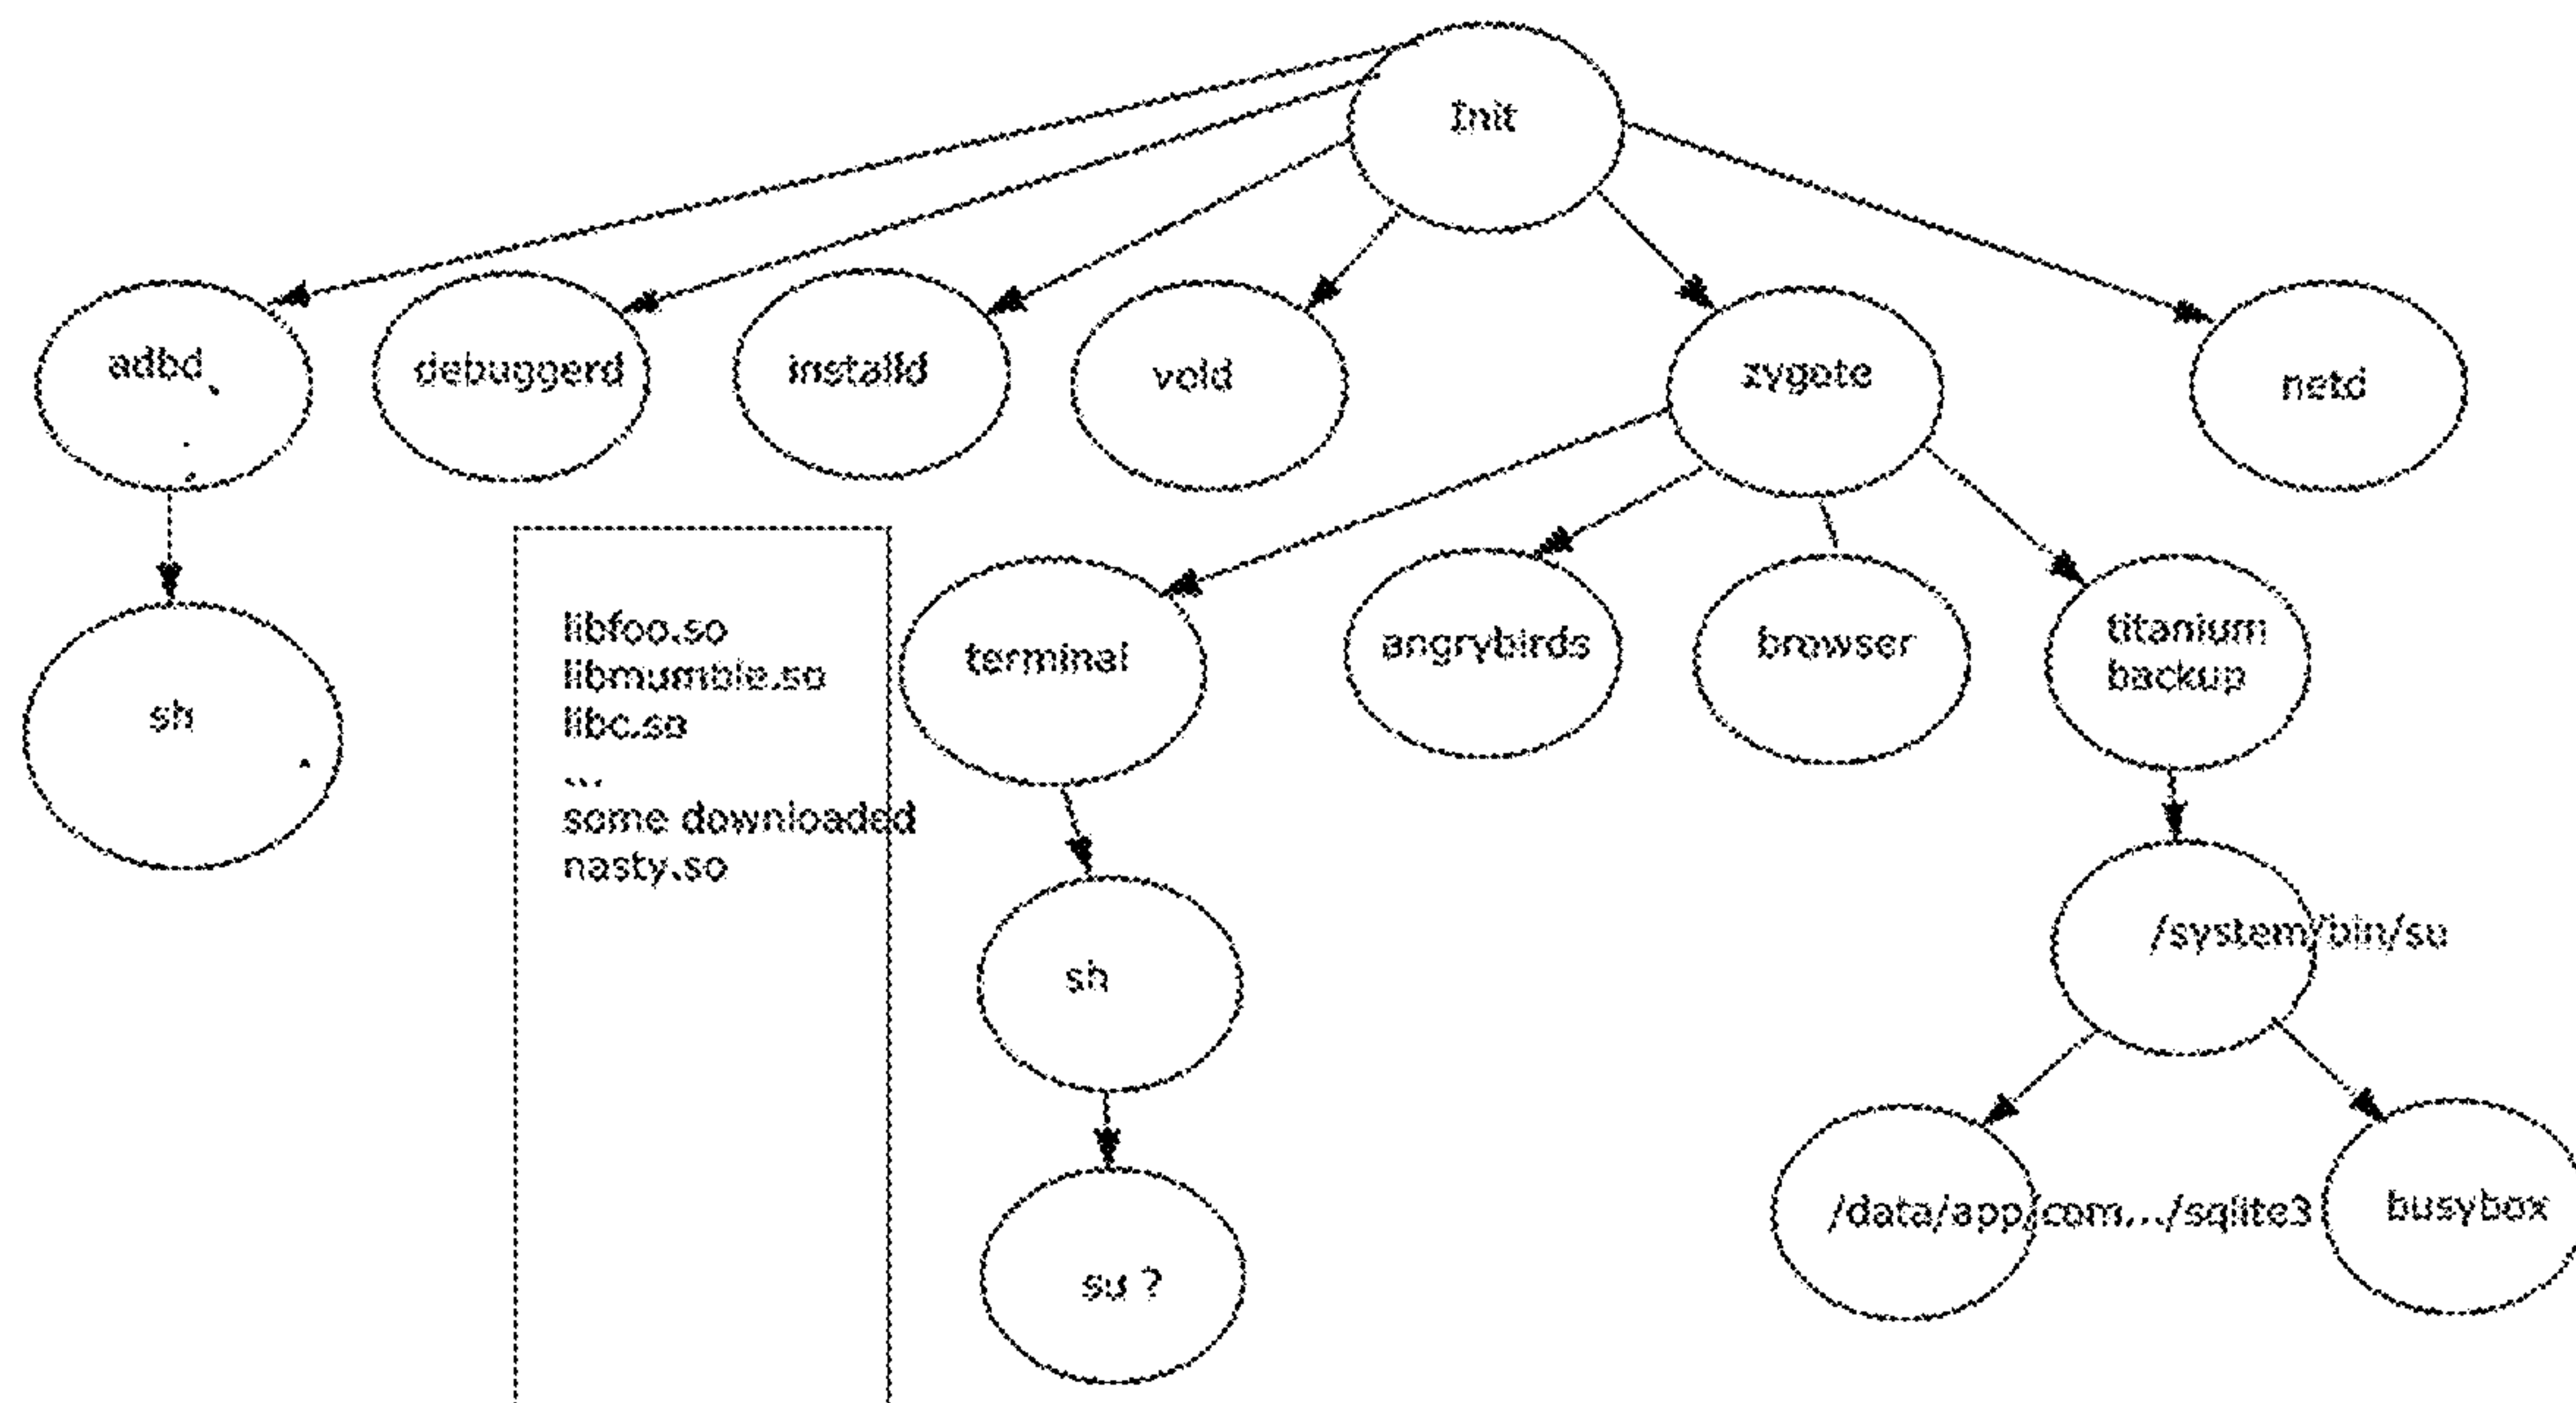 Init
adbd
debuggerd
installd
vold
zygote
netd
sh
libfoo.so
libmumble.so
libc.so
...
some downloaded
nasty.so
terminal
angrybirds
browser
titanium
backup
sh
/system/bin/su
su ?
/data/app/com.../sqlite3
busybox